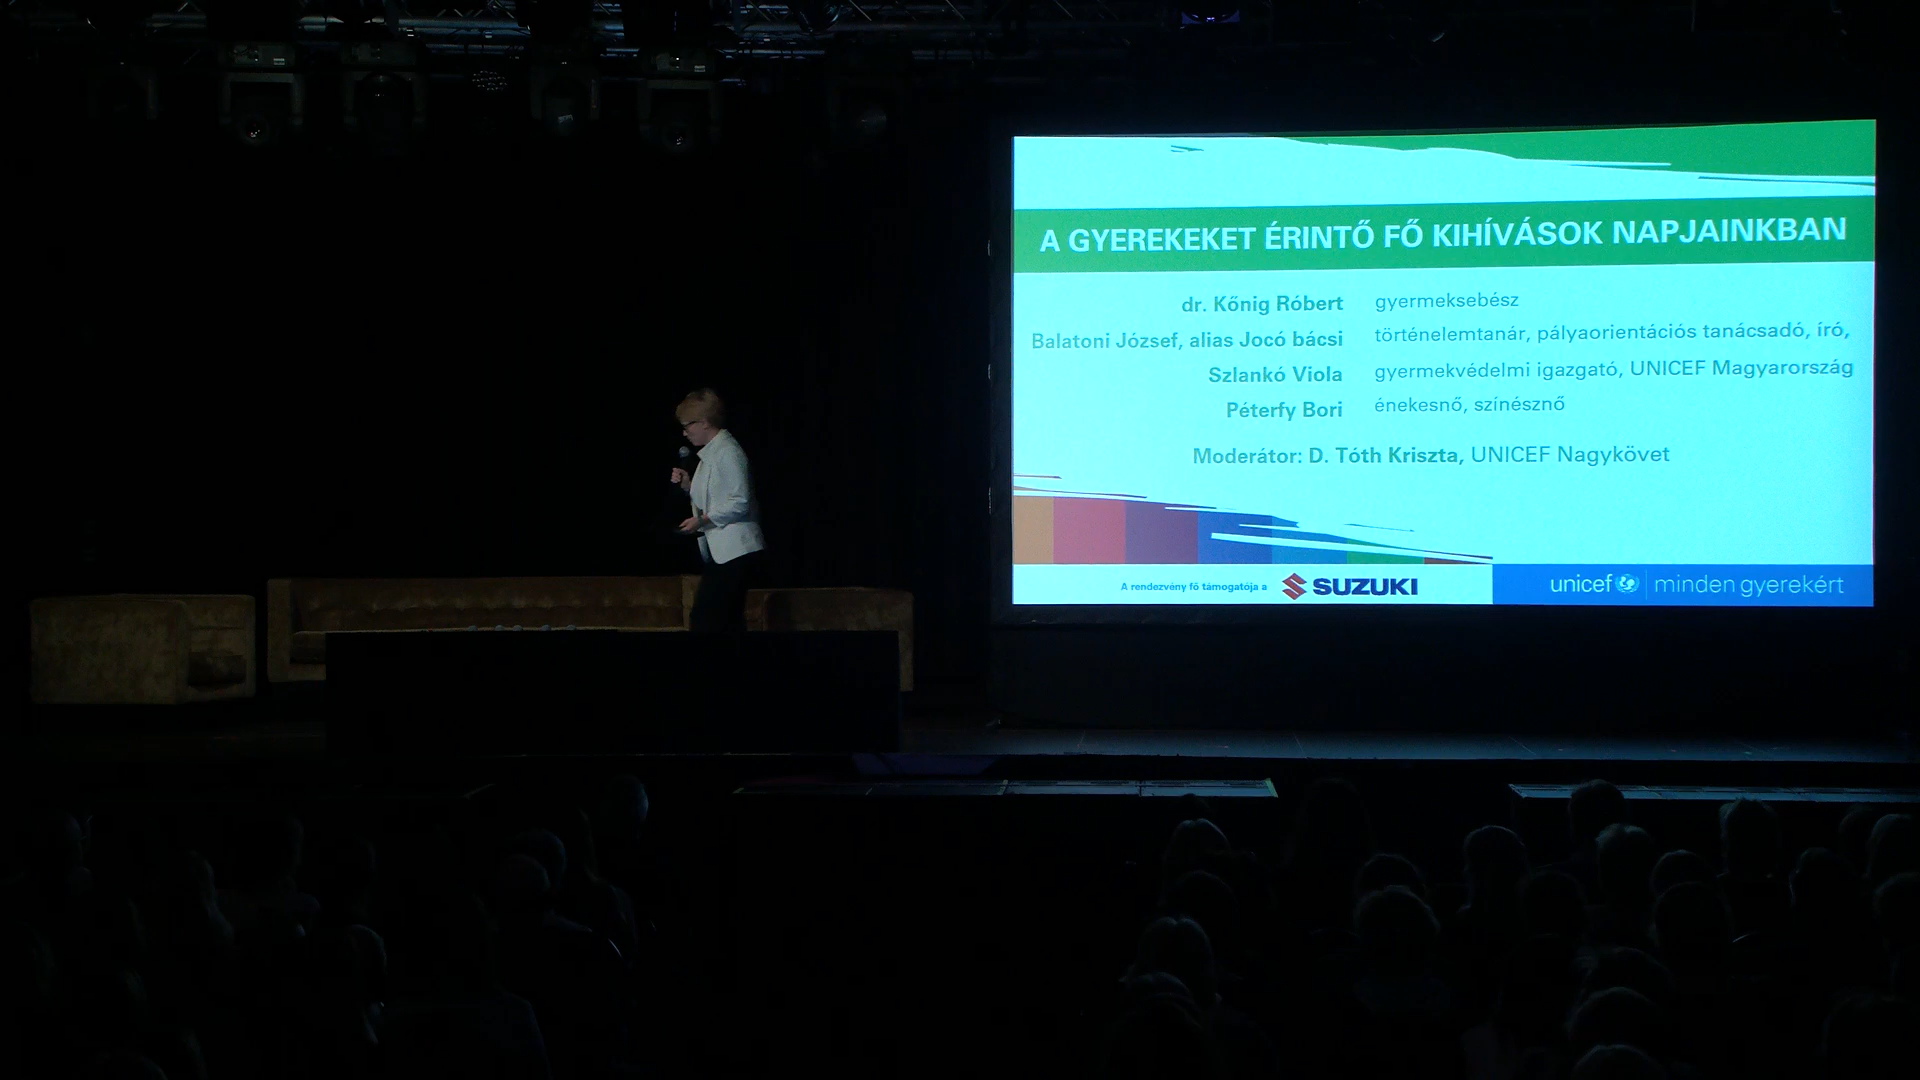 A GYEREKEKET ÉRINTŐ FŐ KIHÍVÁSOK NAPJAINKBAN
dr. Kőnig Róbert gyermeksebész
Balatoni József, alias Jocó bácsi történelemtanár, pályaorientációs tanácsadó, író,
Szlankó Viola gyermekvédelmi igazgató, UNICEF Magyarország
Péterfy Bori énekesnő, színésznő
Moderátor: D. Tóth Kriszta, UNICEF Nagykövet
A rendezvény fő támogatója a SUZUKI
unicef minden gyerekért